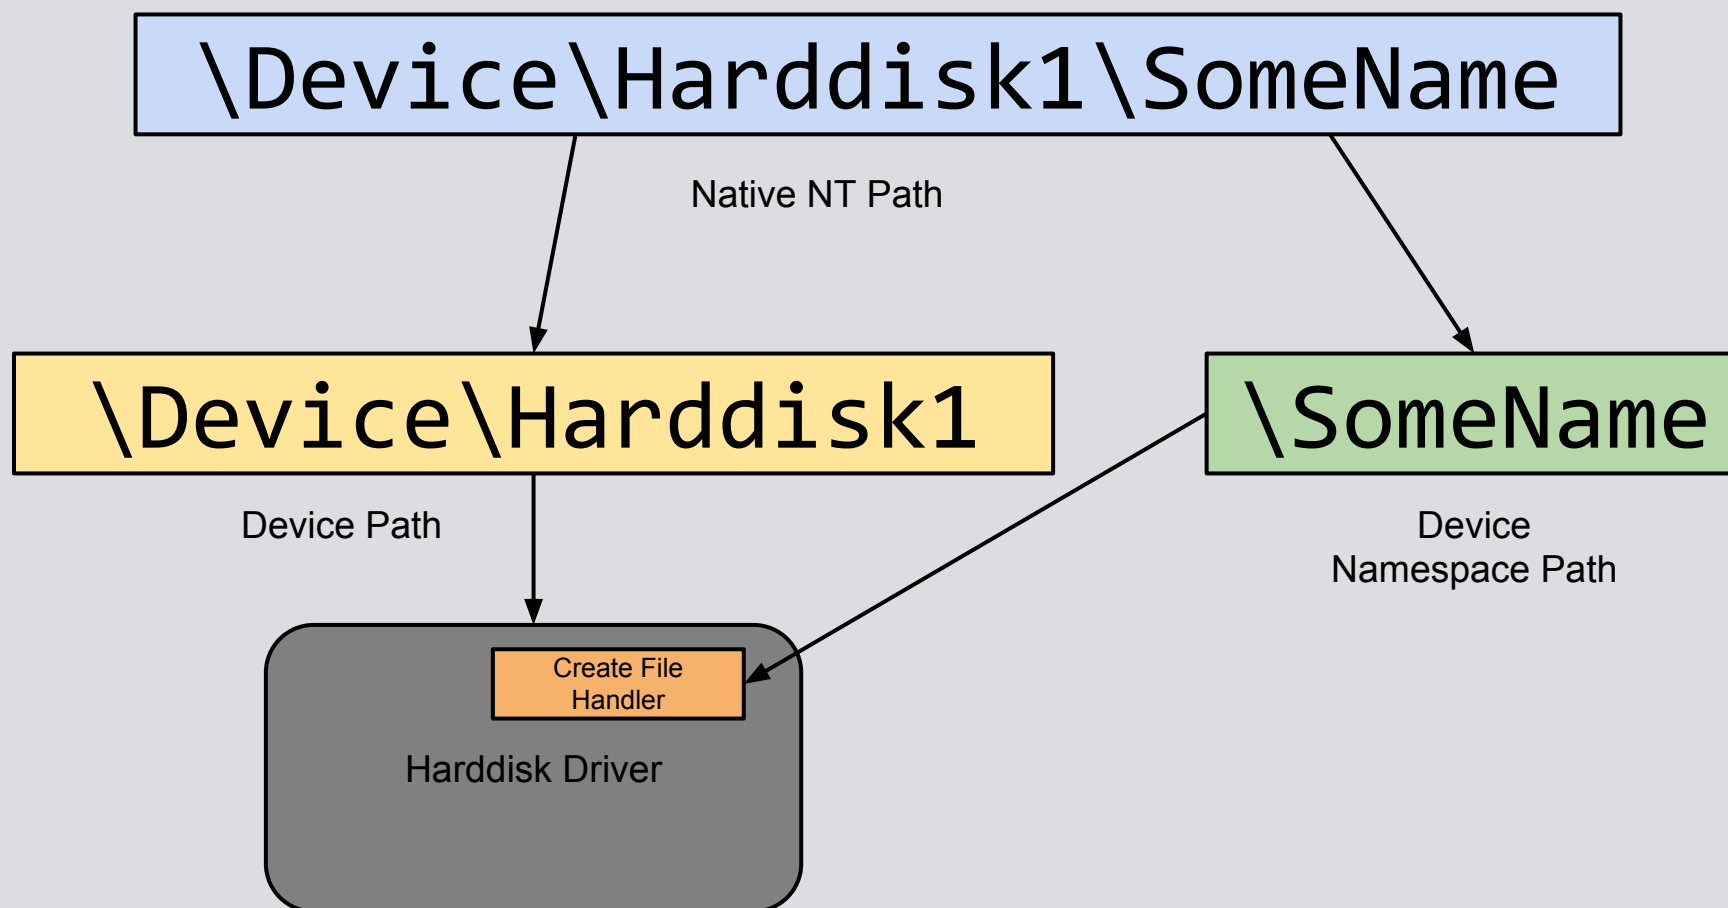 \Device\Harddisk1\SomeName
Native NT Path
\Device\Harddisk1
\SomeName
Device Path
Device
Namespace Path
Create File
Handler
Harddisk Driver